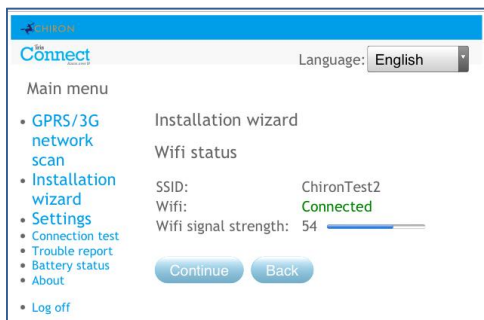 CHIRON
Connect
Language: English
Main menu
GPRS/3G
network
scan
Installation
wizard
Settings
Connection test
Trouble report
Battery status
About
Log off
Installation wizard
Wifi status
SSID: ChironTest2
Wifi: Connected
Wifi signal strength: 54
Continue Back